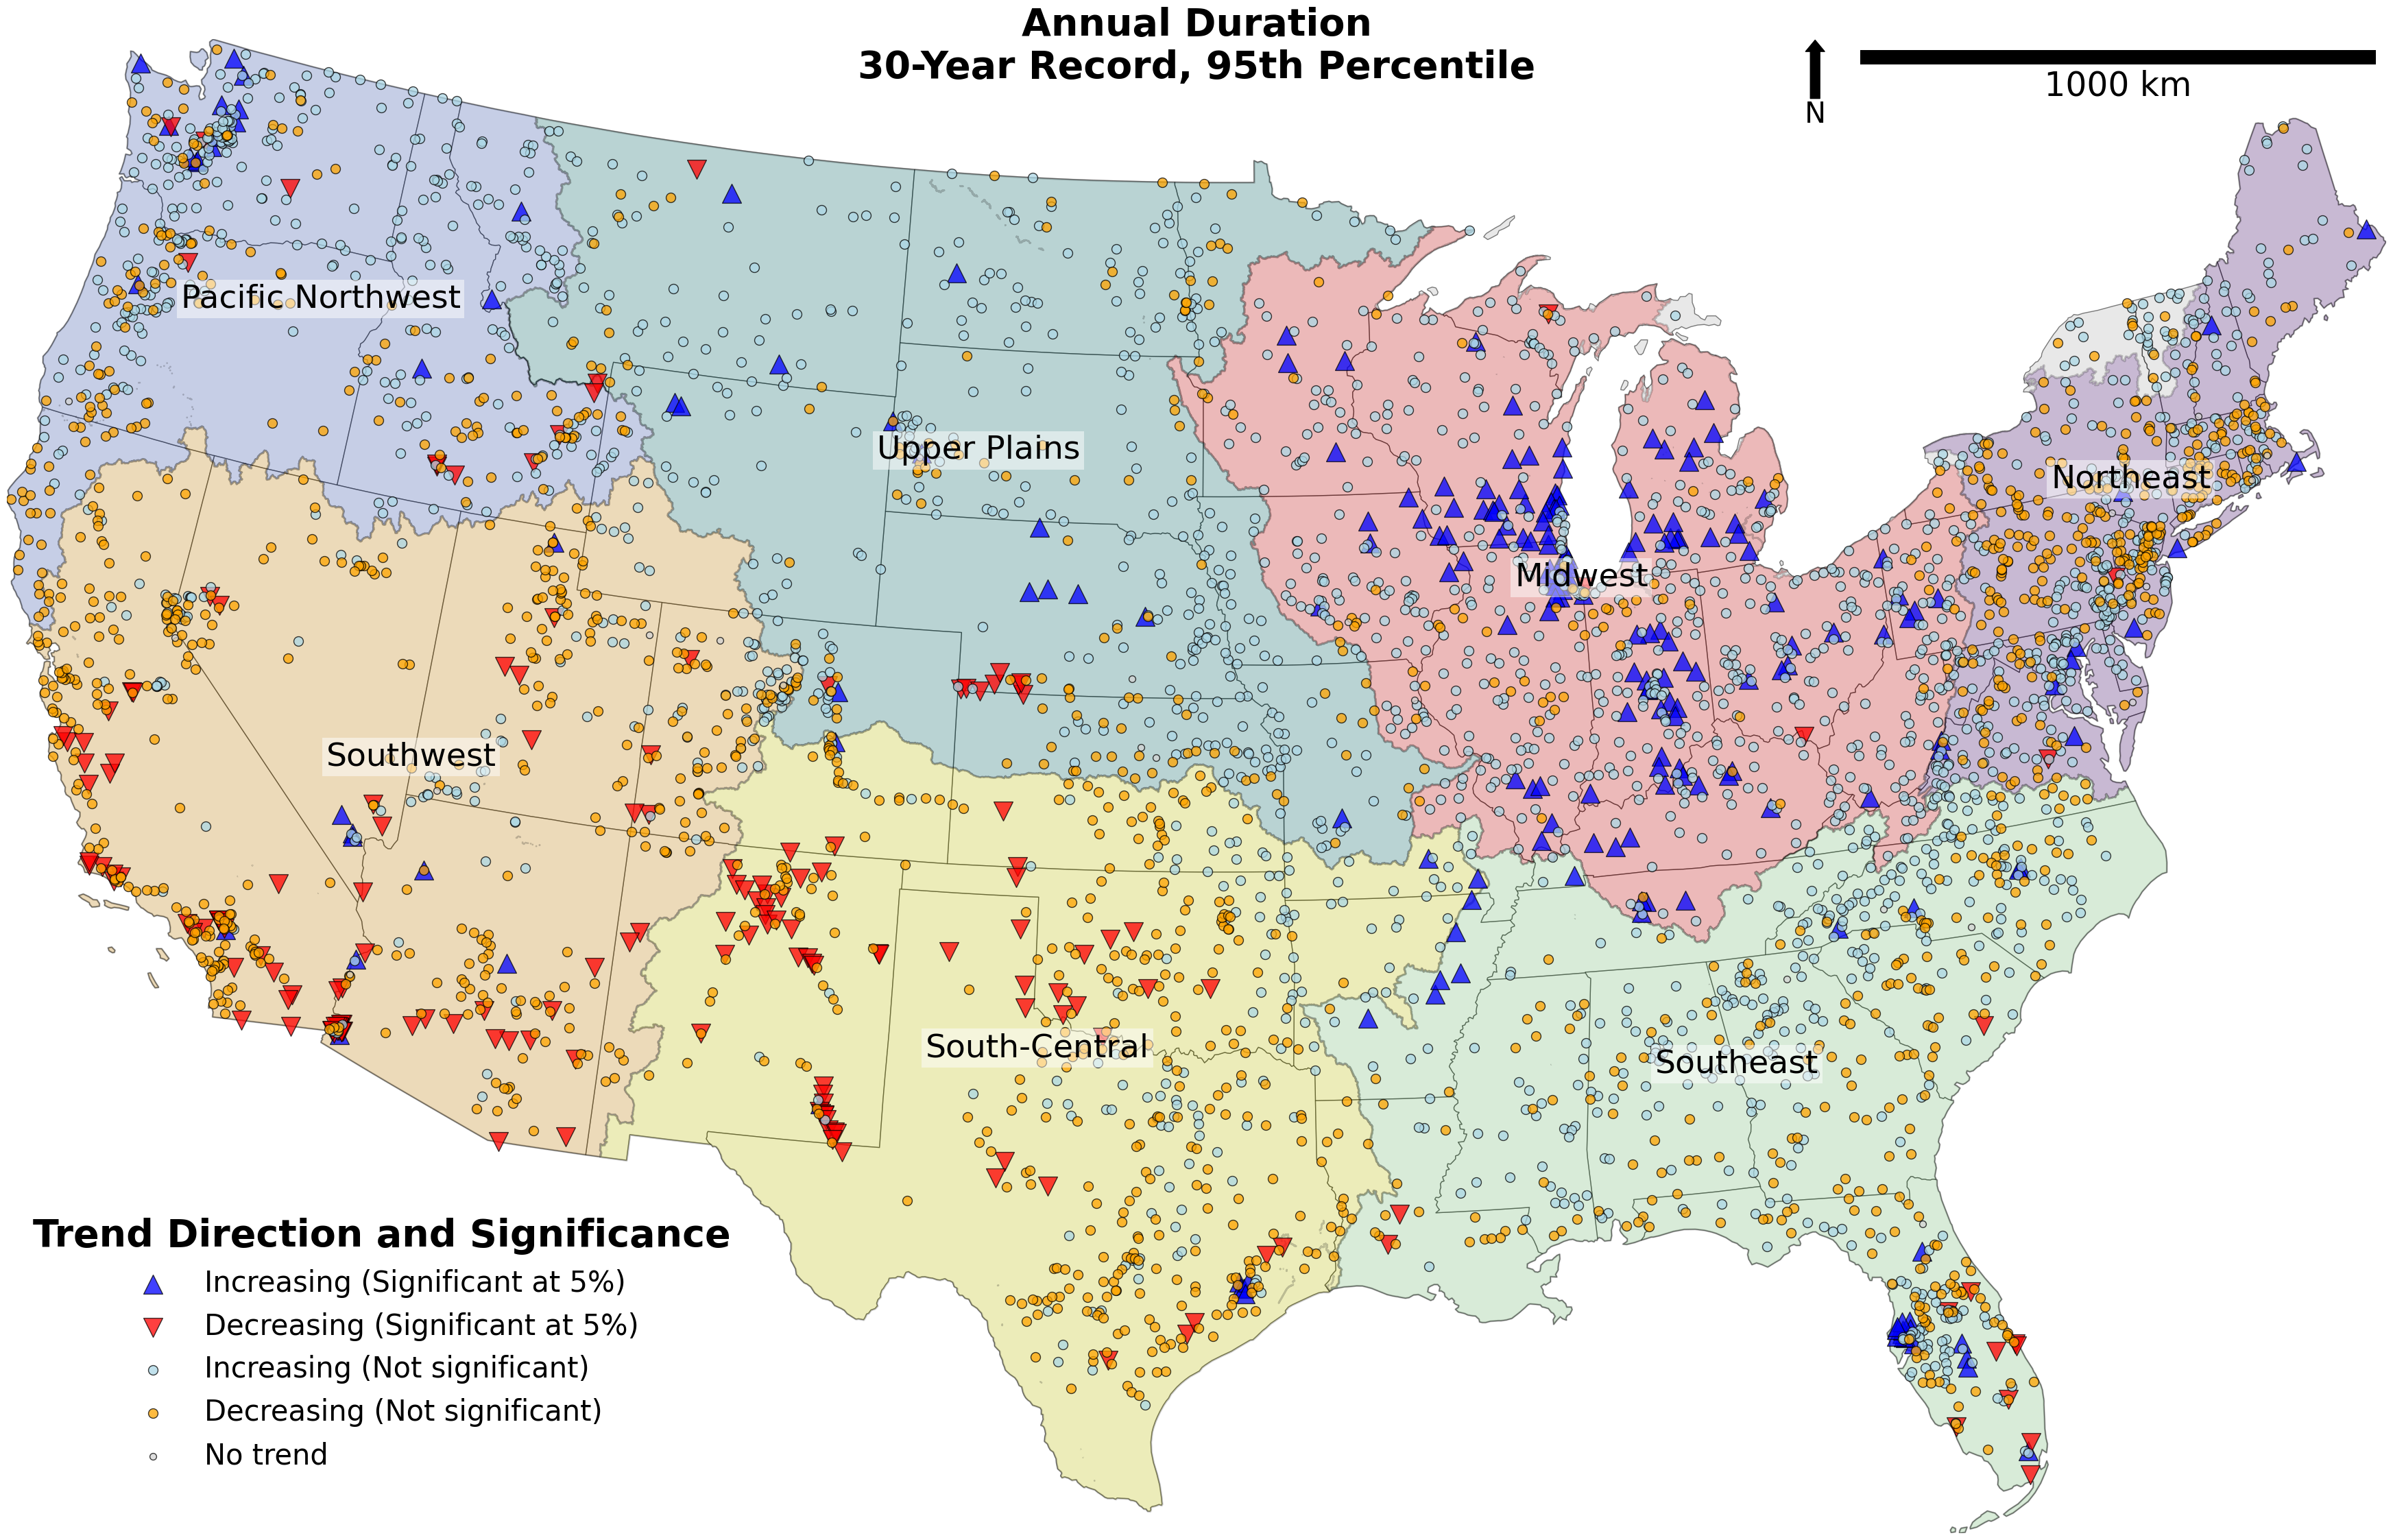 Annual Duration
30-Year Record, 95th Percentile
N
1000 km
Pacific Northwest
Upper Plains
Northeast
Midwest
Southwest
South-Central
Southeast
Trend Direction and Significance
Increasing (Significant at 5%)
Decreasing (Significant at 5%)
Increasing (Not significant)
Decreasing (Not significant)
No trend